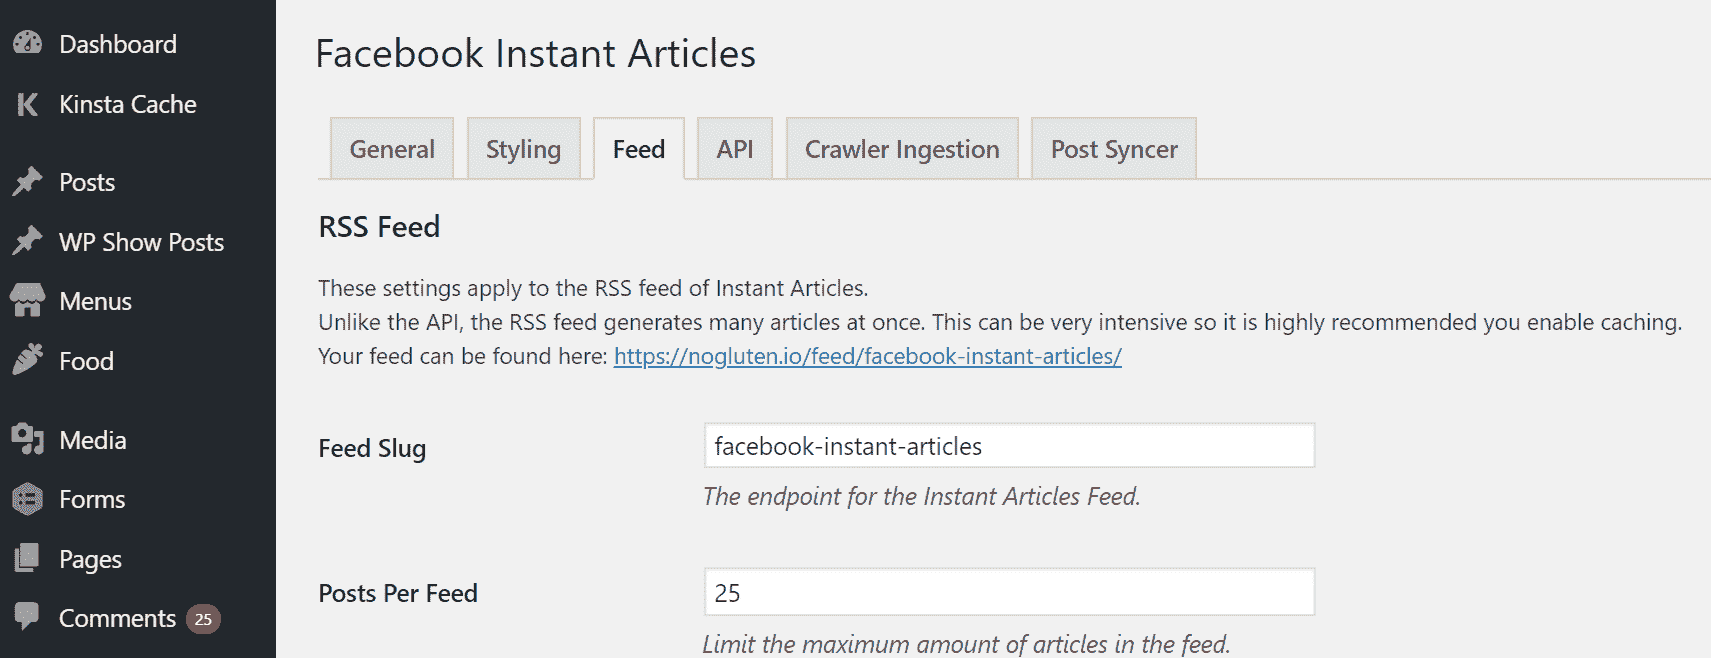 Dashboard
Kinsta Cache
Posts
WP Show Posts
Menus
Food
Media
Forms
Pages
Comments 25
Facebook Instant Articles
General Styling Feed API Crawler Ingestion Post Syncer
RSS Feed
These settings apply to the RSS feed of Instant Articles.
Unlike the API, the RSS feed generates many articles at once. This can be very intensive so it is highly recommended you enable caching.
Your feed can be found here: https://nogluten.io/feed/facebook-instant-articles/
Feed Slug
facebook-instant-articles
The endpoint for the Instant Articles Feed.
Posts Per Feed
25
Limit the maximum amount of articles in the feed.